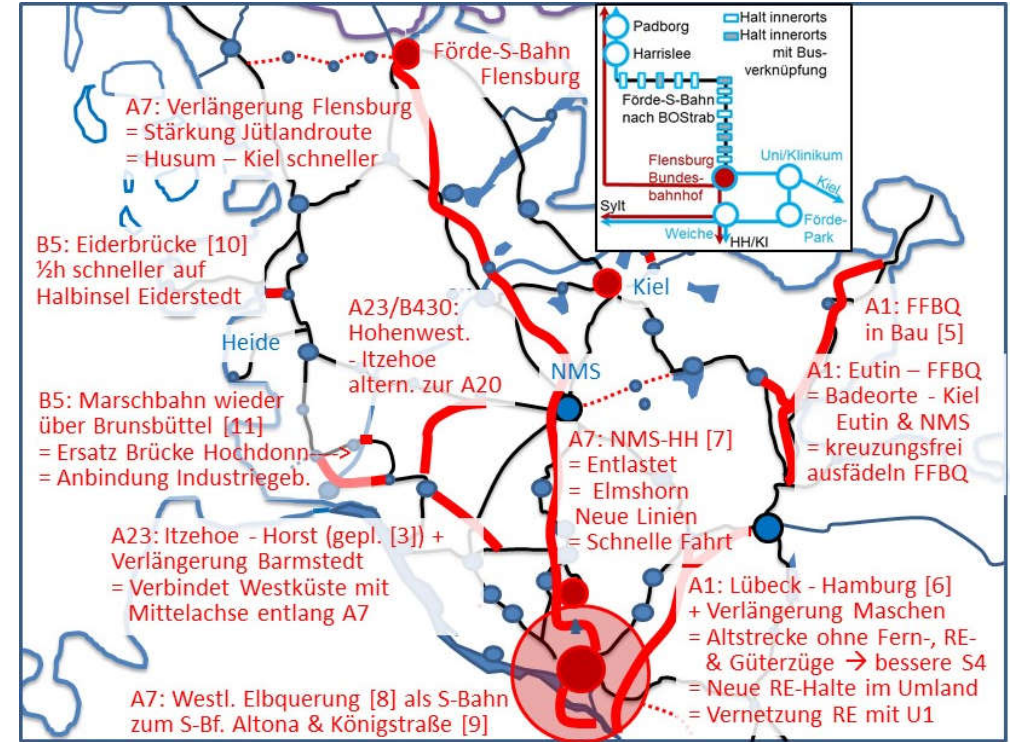 Förde-S-Bahn
Flensburg
A7: Verlängerung Flensburg
= Stärkung Jütlandroute
= Husum – Kiel schneller
Padborg
Harrislee
Halt innerorts
Halt innerorts
mit Bus-
verknüpfung
Förde-S-Bahn
nach BOStrab
Flensburg
Bundes-
bahnhof
Uni/Klinikum
Kiel
Sylt
Weiche
Förde-
Park
HH/KI
B5: Eiderbrücke [10]
½h schneller auf
Halbinsel Eiderstedt
Heide
A23/B430:
Hohenwest.
- Itzehoe
altern. zur A20
Kiel
NMS
A1: FFBQ
in Bau [5]
A1: Eutin – FFBQ
= Badeorte - Kiel
Eutin & NMS
= kreuzungsfrei
ausfädeln FFBQ
B5: Marschbahn wieder
über Brunsbüttel [11]
= Ersatz Brücke Hochdonn--->
= Anbindung Industriegeb.
A7: NMS-HH [7]
= Entlastet
= Elmshorn
Neue Linien
= Schnelle Fahrt
A23: Itzehoe - Horst (gepl. [3]) +
Verlängerung Barmstedt
= Verbindet Westküste mit
Mittelachse entlang A7
A1: Lübeck - Hamburg [6]
+ Verlängerung Maschen
= Altstrecke ohne Fern-, RE-
& Güterzüge → bessere S4
= Neue RE-Halte im Umland
= Vernetzung RE mit U1
A7: Westl. Elbquerung [8] als S-Bahn
zum S-Bf. Altona & Königstraße [9]